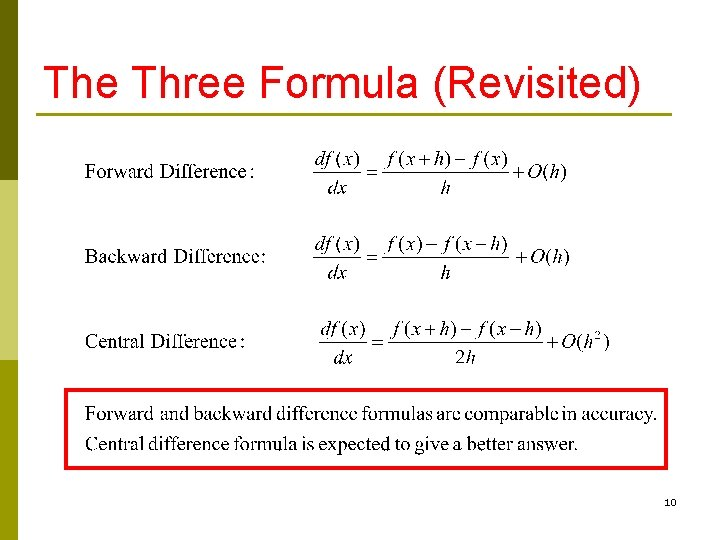 The Three Formula (Revisited)
Forward Difference: df(x)/dx = (f(x+h) − f(x))/h + O(h)
Backward Difference: df(x)/dx = (f(x) − f(x−h))/h + O(h)
Central Difference: df(x)/dx = (f(x+h) − f(x−h))/2h + O(h²)
Forward and backward difference formulas are comparable in accuracy.
Central difference formula is expected to give a better answer.
10